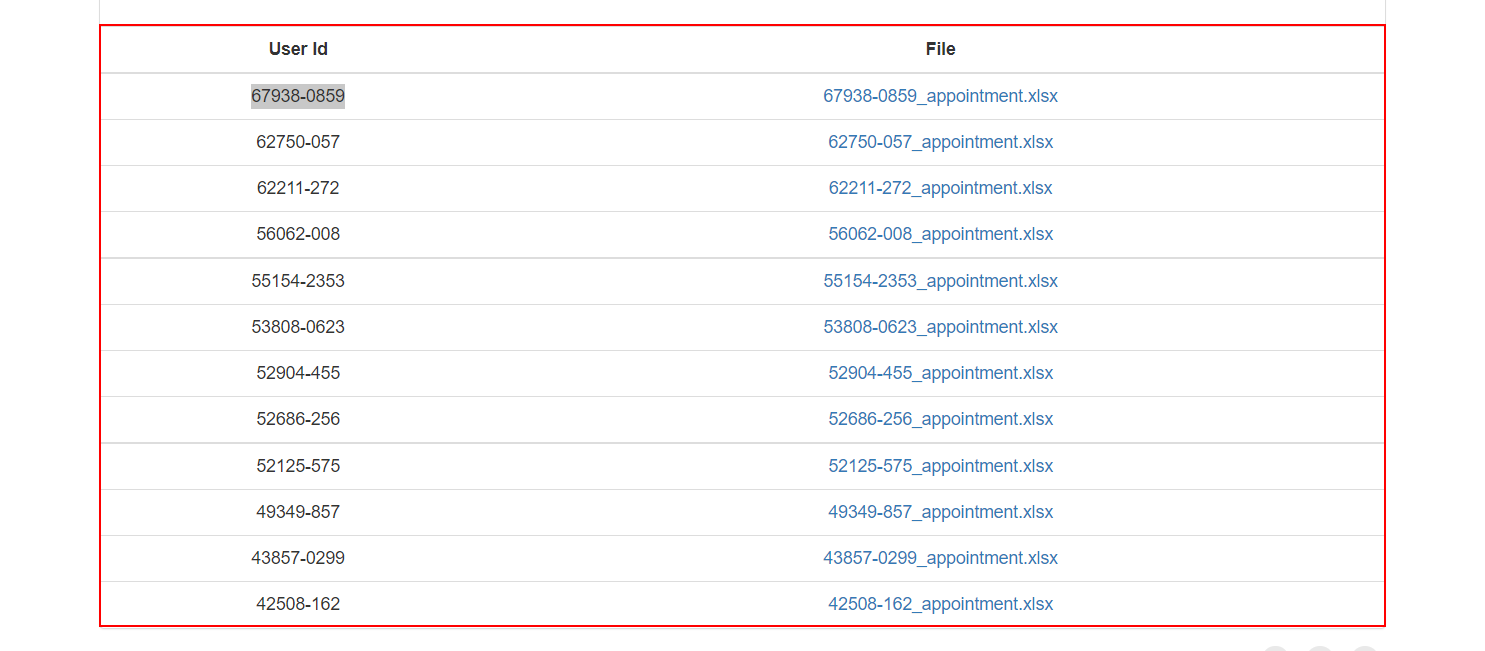 User Id File
67938-0859 67938-0859_appointment.xlsx
62750-057 62750-057_appointment.xlsx
62211-272 62211-272_appointment.xlsx
56062-008 56062-008_appointment.xlsx
55154-2353 55154-2353_appointment.xlsx
53808-0623 53808-0623_appointment.xlsx
52904-455 52904-455_appointment.xlsx
52686-256 52686-256_appointment.xlsx
52125-575 52125-575_appointment.xlsx
49349-857 49349-857_appointment.xlsx
43857-0299 43857-0299_appointment.xlsx
42508-162 42508-162_appointment.xlsx